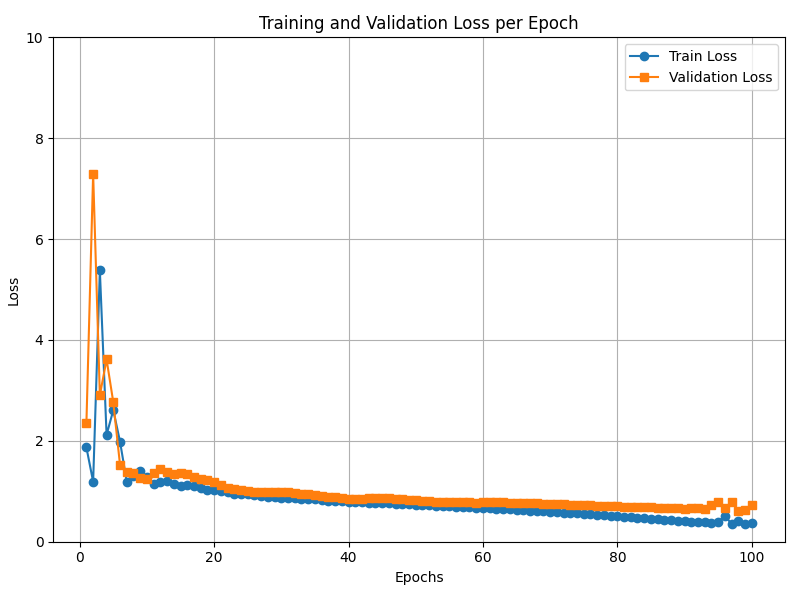 Training and Validation Loss per Epoch
Train Loss
Validation Loss
10
8
6
4
2
0
Loss
0 20 40 60 80 100
Epochs